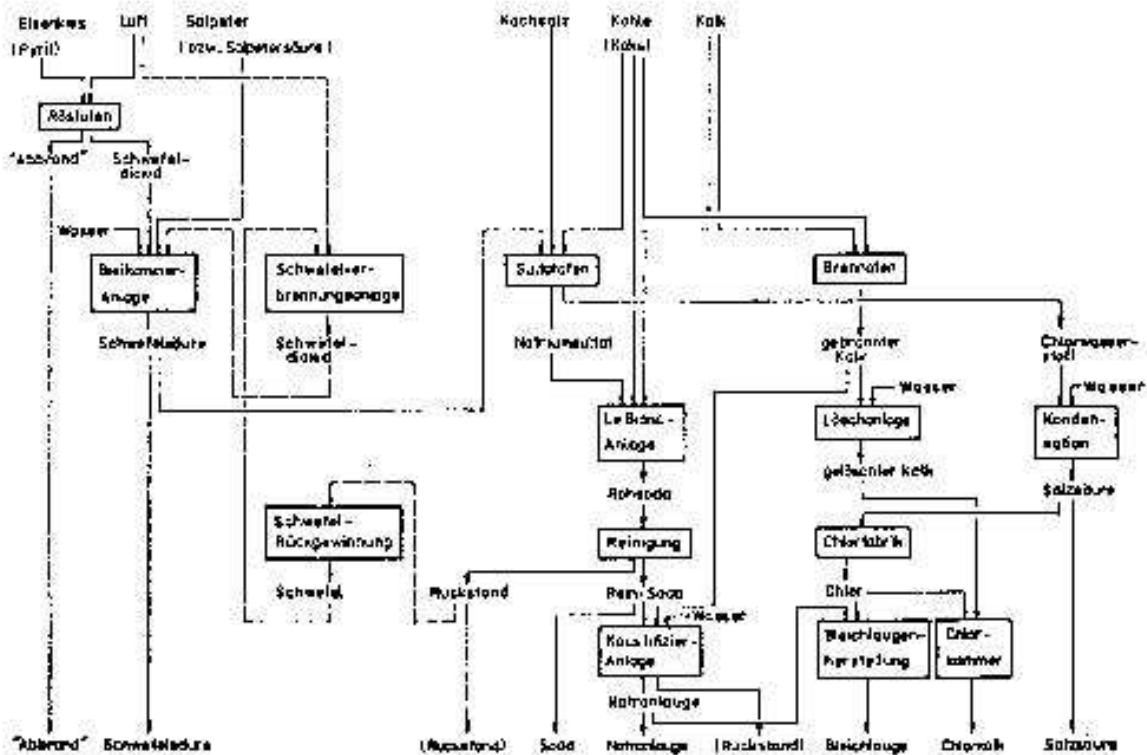 Eisenkies Luft Salpeter Kochsalz Kohle Kalk
(Pyrit) (bzw. Salpetersäure) (Koks)
Röstofen
"Abbrand" Schwefel-
dioxid
Wasser
Bleikammer- Schwefelver- Sulfatofen Brennofen
Anlage brennungsanlage
Schwefelsäure Schwefel- Natriumsulfat gebrannter Chlorwasser-
dioxid Kalk stoff
Wasser Wasser
Le Blanc- Löschanlage Konden-
Anlage sation
Rohsoda gelöschter Kalk Salzsäure
Schwefel- Reinigung Chlorfabrik
Rückgewinnung
Schwefel Rückstand Rein-Soda Chlor
Wasser
Kaustifizier- Bleichlaugen- Chlor-
Anlage herstellung kammer
Natronlauge
"Abbrand" Schwefelsäure (Rückstand) Soda Natronlauge (Rückstand) Bleichlauge Chlorkalk Salzsäure